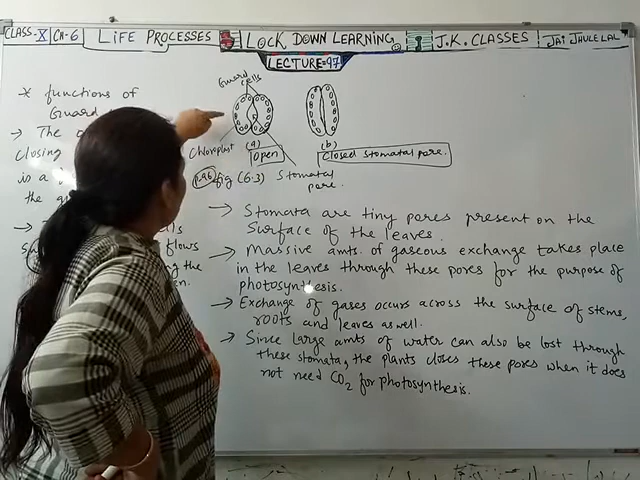 CLASS-X CH-6 LIFE PROCESSES LOCK DOWN LEARNING J.K. CLASSES JAI JHULELAL
LECTURE=97
* functions of
Guard
→ The
closing
is a
the
flows
the
Guard cells
Chloroplast
(a)
Open
(b)
Closed stomatal pore.
P.96 fig (6.3) Stomatal
pore.
→ Stomata are tiny pores present on the
surface of the leaves.
→ Massive amts. of gaseous exchange takes place
in the leaves through these pores for the purpose of
photosynthesis.
→ Exchange of gases occurs across the surface of stems,
roots and leaves as well.
→ Since large amts of water can also be lost through
these stomata, the plants closes these pores when it does
not need CO2 for photosynthesis.